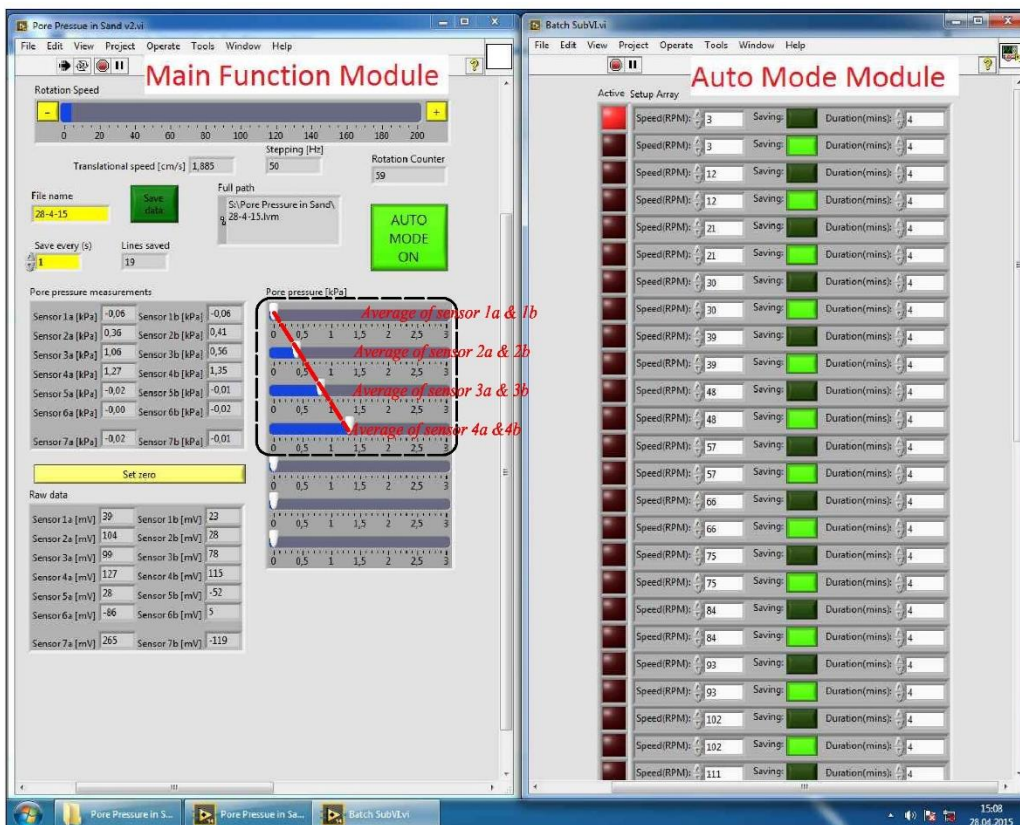 Pore Pressue in Sand v2.vi
File Edit View Project Operate Tools Window Help
Main Function Module
Rotation Speed
- +
0 20 40 60 80 100 120 140 160 180 200
Translational speed [cm/s] 1,885
Stepping [Hz]
50
Rotation Counter
59
File name
28-4-15
Save data
Full path
S:\Pore Pressure in Sand\
28-4-15.lvm
AUTO
MODE
ON
Save every (s)
1
Lines saved
19
Pore pressure measurements
Sensor 1a [kPa] -0,06 Sensor 1b [kPa] -0,06
Sensor 2a [kPa] 0,36 Sensor 2b [kPa] 0,41
Sensor 3a [kPa] 1,06 Sensor 3b [kPa] 0,56
Sensor 4a [kPa] 1,27 Sensor 4b [kPa] 1,35
Sensor 5a [kPa] -0,02 Sensor 5b [kPa] -0,01
Sensor 6a [kPa] -0,00 Sensor 6b [kPa] -0,02
Sensor 7a [kPa] -0,02 Sensor 7b [kPa] -0,01
Pore pressure [kPa]
Average of sensor 1a & 1b
0 0,5 1 1,5 2 2,5 3
Average of sensor 2a & 2b
0 0,5 1 1,5 2 2,5 3
Average of sensor 3a & 3b
0 0,5 1 1,5 2 2,5 3
Average of sensor 4a &4b
0 0,5 1 1,5 2 2,5 3
0 0,5 1 1,5 2 2,5 3
0 0,5 1 1,5 2 2,5 3
0 0,5 1 1,5 2 2,5 3
Set zero
Raw data
Sensor 1a [mV] 39 Sensor 1b [mV] 23
Sensor 2a [mV] 104 Sensor 2b [mV] 28
Sensor 3a [mV] 99 Sensor 3b [mV] 78
Sensor 4a [mV] 127 Sensor 4b [mV] 115
Sensor 5a [mV] 28 Sensor 5b [mV] -52
Sensor 6a [mV] -86 Sensor 6b [mV] 5
Sensor 7a [mV] 265 Sensor 7b [mV] -119
Batch SubVI.vi
File Edit View Project Operate Tools Window Help
Auto Mode Module
Active Setup Array
Speed(RPM): 3 Saving: Duration(mins): 4
Speed(RPM): 3 Saving: Duration(mins): 4
Speed(RPM): 12 Saving: Duration(mins): 4
Speed(RPM): 12 Saving: Duration(mins): 4
Speed(RPM): 21 Saving: Duration(mins): 4
Speed(RPM): 21 Saving: Duration(mins): 4
Speed(RPM): 30 Saving: Duration(mins): 4
Speed(RPM): 30 Saving: Duration(mins): 4
Speed(RPM): 39 Saving: Duration(mins): 4
Speed(RPM): 39 Saving: Duration(mins): 4
Speed(RPM): 48 Saving: Duration(mins): 4
Speed(RPM): 48 Saving: Duration(mins): 4
Speed(RPM): 57 Saving: Duration(mins): 4
Speed(RPM): 57 Saving: Duration(mins): 4
Speed(RPM): 66 Saving: Duration(mins): 4
Speed(RPM): 66 Saving: Duration(mins): 4
Speed(RPM): 75 Saving: Duration(mins): 4
Speed(RPM): 75 Saving: Duration(mins): 4
Speed(RPM): 84 Saving: Duration(mins): 4
Speed(RPM): 84 Saving: Duration(mins): 4
Speed(RPM): 93 Saving: Duration(mins): 4
Speed(RPM): 93 Saving: Duration(mins): 4
Speed(RPM): 102 Saving: Duration(mins): 4
Speed(RPM): 102 Saving: Duration(mins): 4
Speed(RPM): 111 Saving: Duration(mins): 4
Pore Pressure in S... Pore Pressue in Sa... Batch SubVI.vi
15:08
28.04.2015